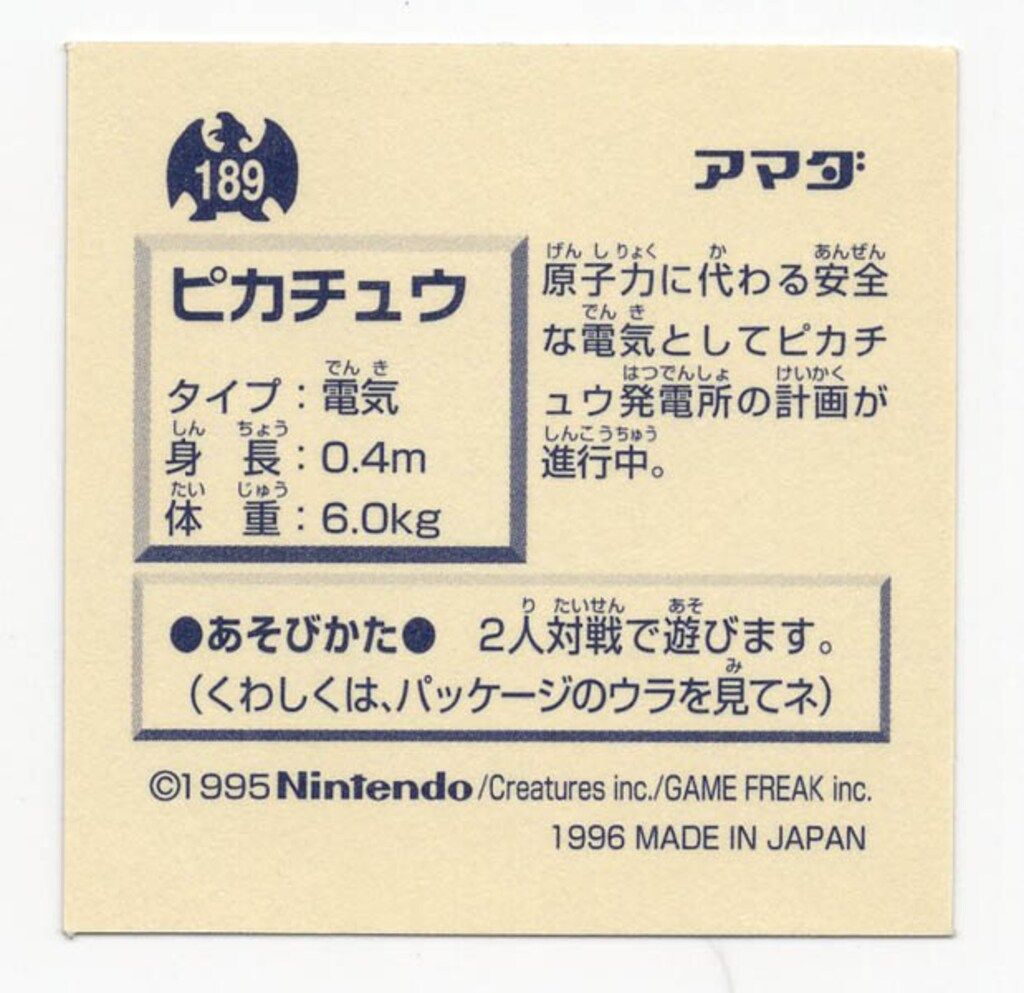 189
アマダ
ピカチュウ
タイプ：電気
身長：0.4m
体重：6.0kg
原子力に代わる安全
な電気としてピカチ
ュウ発電所の計画が
進行中。
●あそびかた● 2人対戦で遊びます。
（くわしくは、パッケージのウラを見てネ）
©1995 Nintendo/Creatures inc./GAME FREAK inc.
1996 MADE IN JAPAN